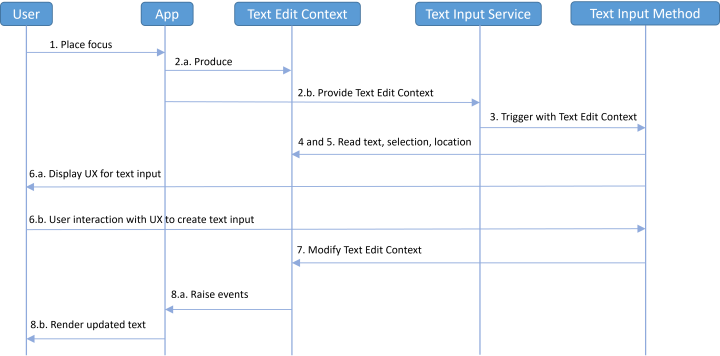 User
App
Text Edit Context
Text Input Service
Text Input Method
1. Place focus
2.a. Produce
2.b. Provide Text Edit Context
3. Trigger with Text Edit Context
4 and 5. Read text, selection, location
6.a. Display UX for text input
6.b. User interaction with UX to create text input
7. Modify Text Edit Context
8.a. Raise events
8.b. Render updated text